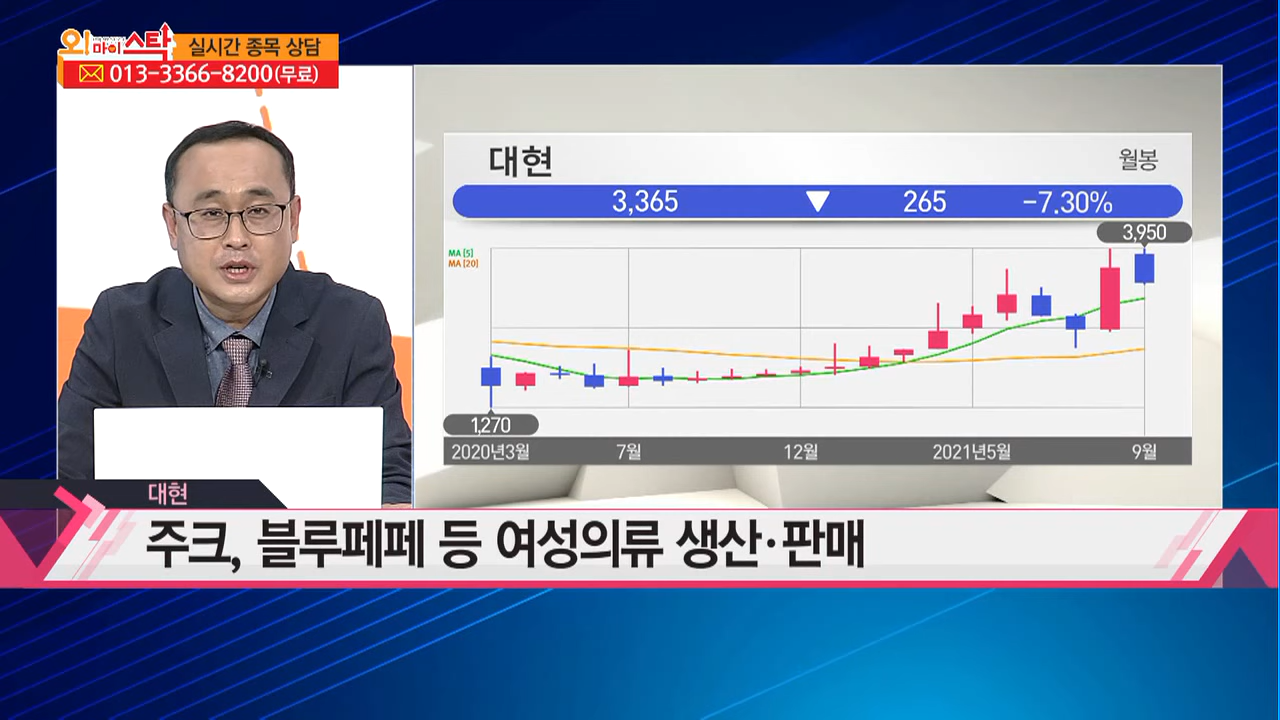 와! 마이 스탁 실시간 종목 상담
013-3366-8200(무료)
대현
월봉
3,365 ▼ 265 -7.30%
3,950
MA [5]
MA [20]
1,270
2020년3월 7월 12월 2021년5월 9월
대현
주크, 블루페페 등 여성의류 생산·판매